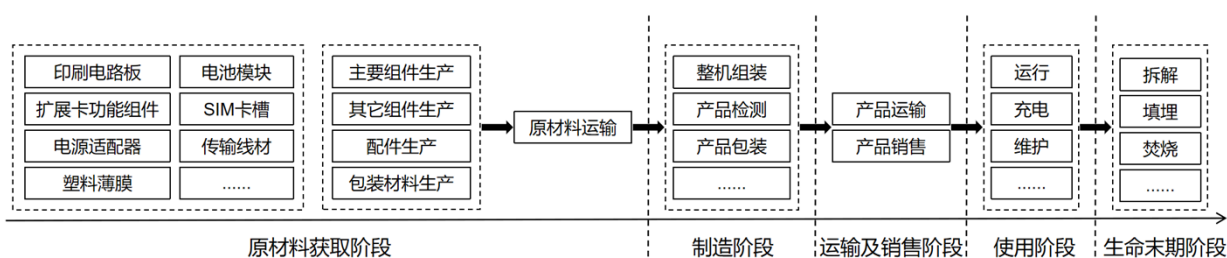 印刷电路板
电池模块
扩展卡功能组件
SIM卡槽
电源适配器
传输线材
塑料薄膜
......
主要组件生产
其它组件生产
配件生产
包装材料生产
原材料运输
整机组装
产品检测
产品包装
......
产品运输
产品销售
运行
充电
维护
......
拆解
填埋
焚烧
......
原材料获取阶段
制造阶段
运输及销售阶段
使用阶段
生命末期阶段